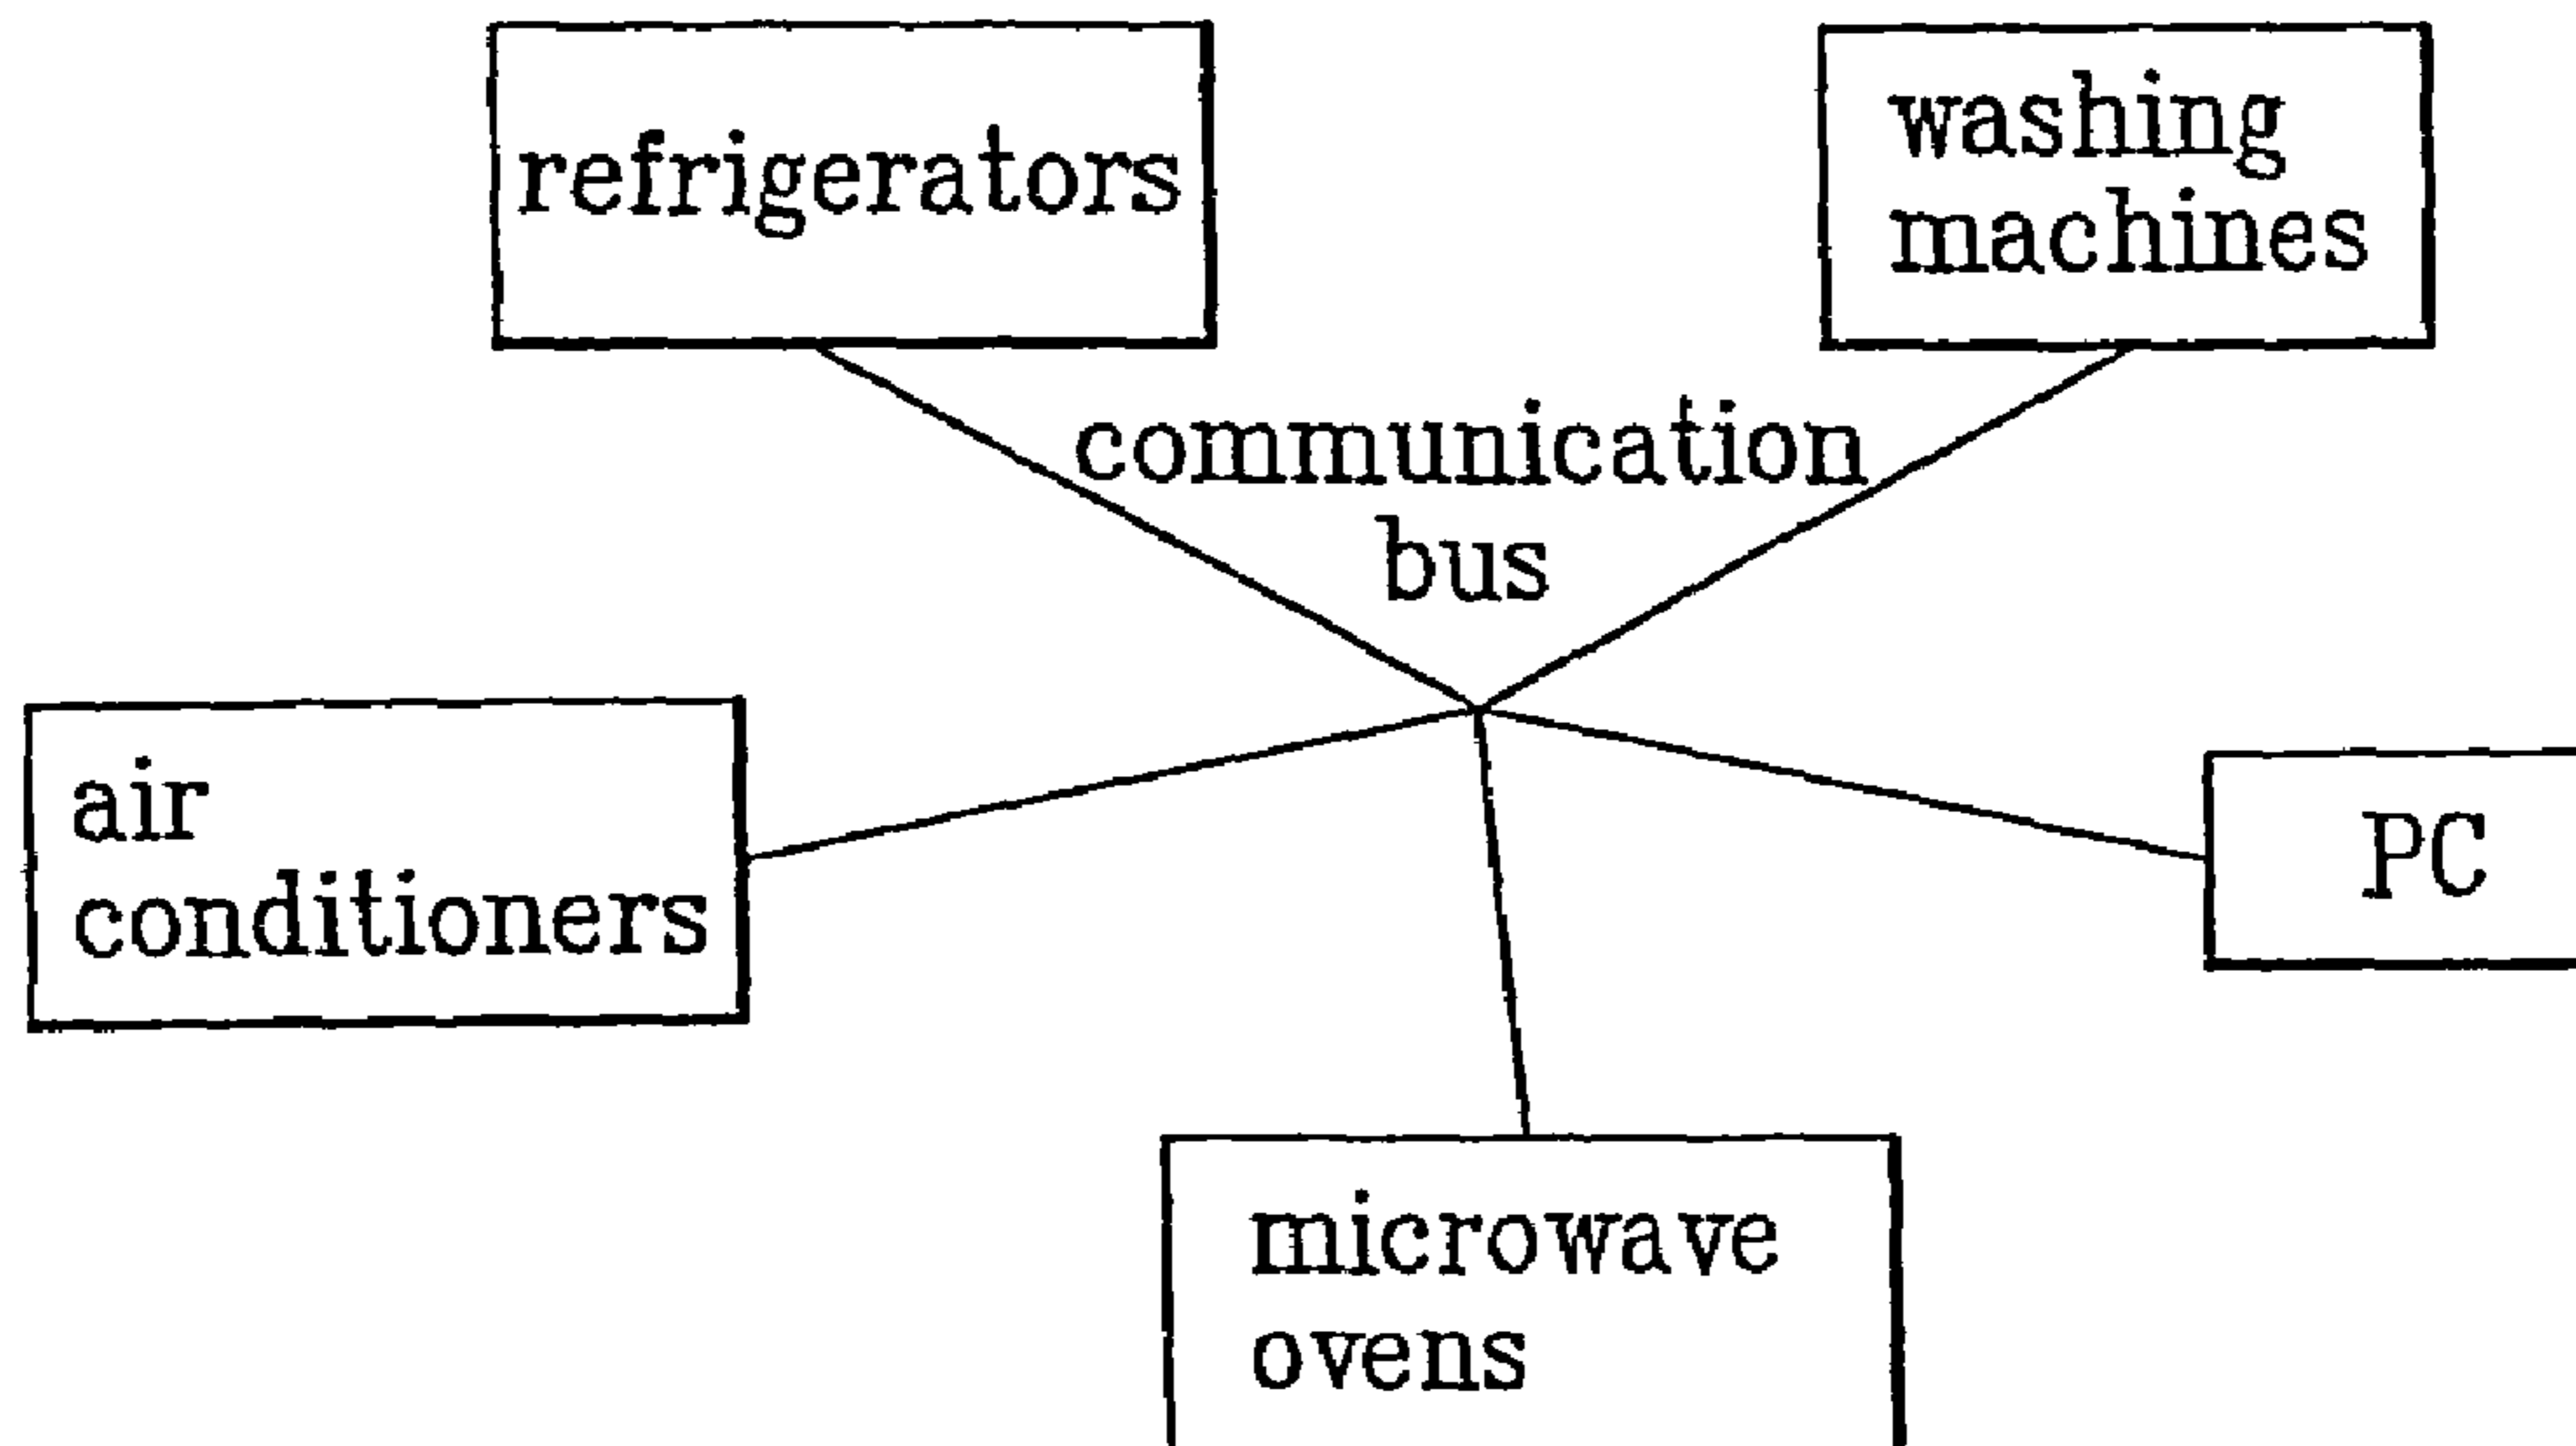 refrigerators
washing
machines
communication
bus
air
conditioners
PC
microwave
ovens